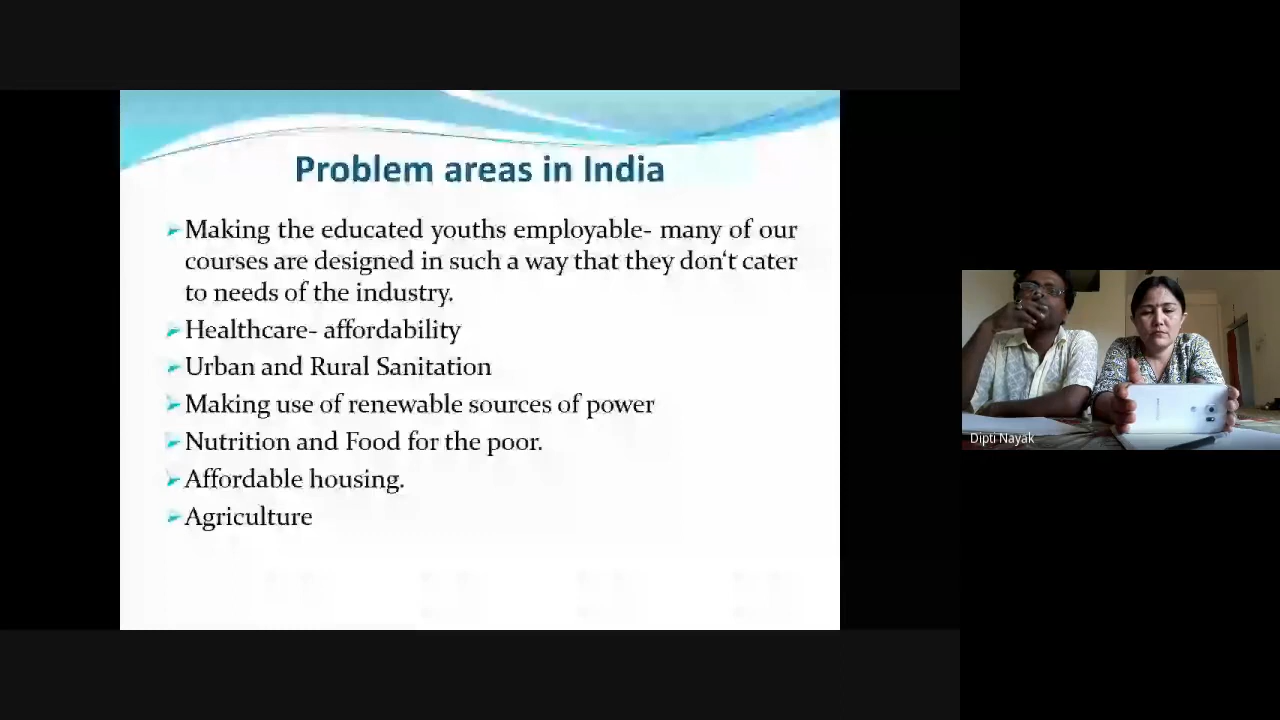 Problem areas in India
Making the educated youths employable- many of our
courses are designed in such a way that they don‘t cater
to needs of the industry.
Healthcare- affordability
Urban and Rural Sanitation
Making use of renewable sources of power
Nutrition and Food for the poor.
Affordable housing.
Agriculture
Dipti Nayak